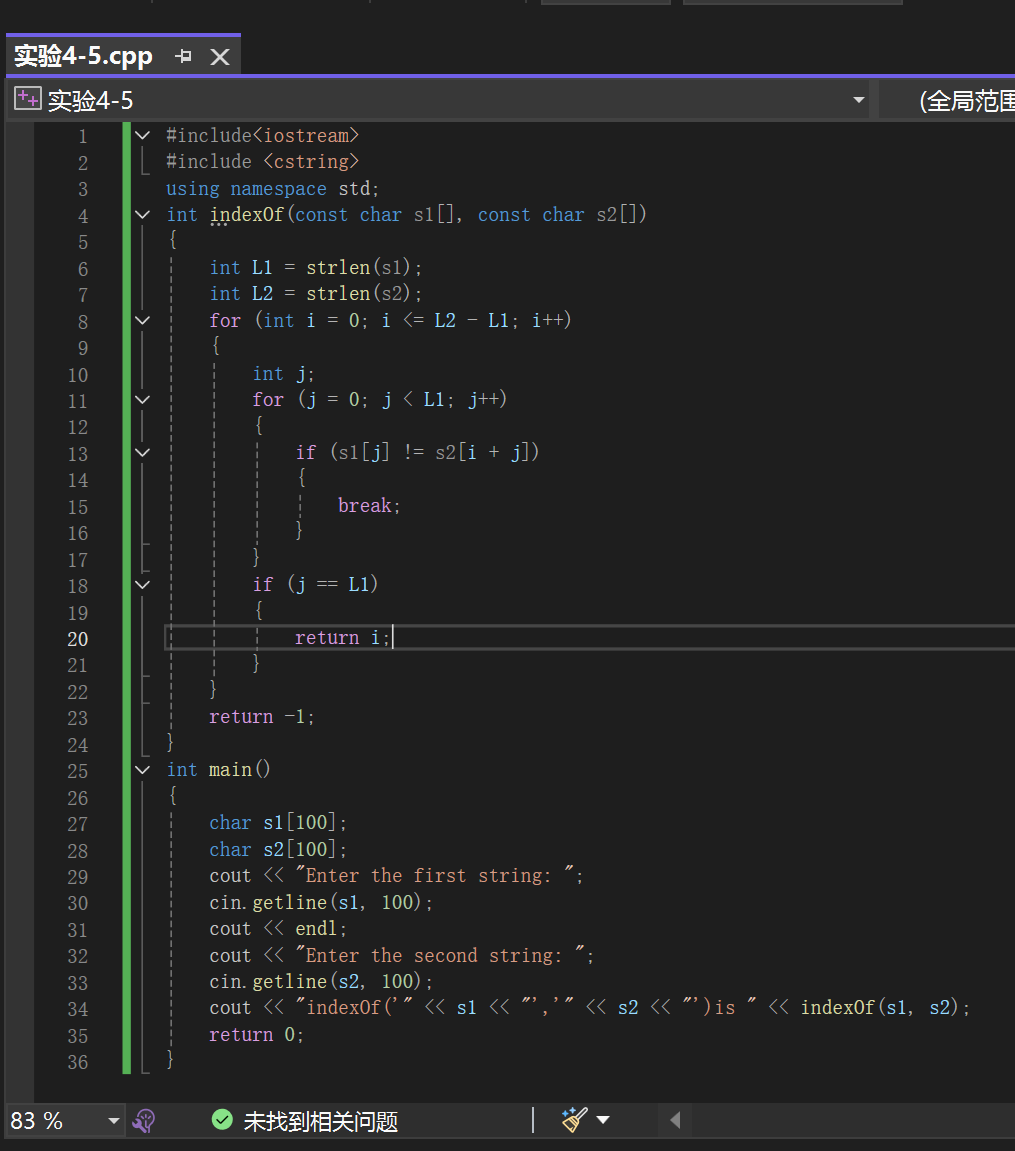 实验4-5.cpp
实验4-5
(全局范围
1 #include<iostream>
2 #include <cstring>
3 using namespace std;
4 int indexOf(const char s1[], const char s2[])
5 {
6     int L1 = strlen(s1);
7     int L2 = strlen(s2);
8     for (int i = 0; i <= L2 - L1; i++)
9     {
10         int j;
11         for (j = 0; j < L1; j++)
12         {
13             if (s1[j] != s2[i + j])
14             {
15                 break;
16             }
17         }
18         if (j == L1)
19         {
20             return i;
21         }
22     }
23     return -1;
24 }
25 int main()
26 {
27     char s1[100];
28     char s2[100];
29     cout << "Enter the first string: ";
30     cin.getline(s1, 100);
31     cout << endl;
32     cout << "Enter the second string: ";
33     cin.getline(s2, 100);
34     cout << "indexOf('" << s1 << "','" << s2 << "')is " << indexOf(s1, s2);
35     return 0;
36 }
83 % 未找到相关问题